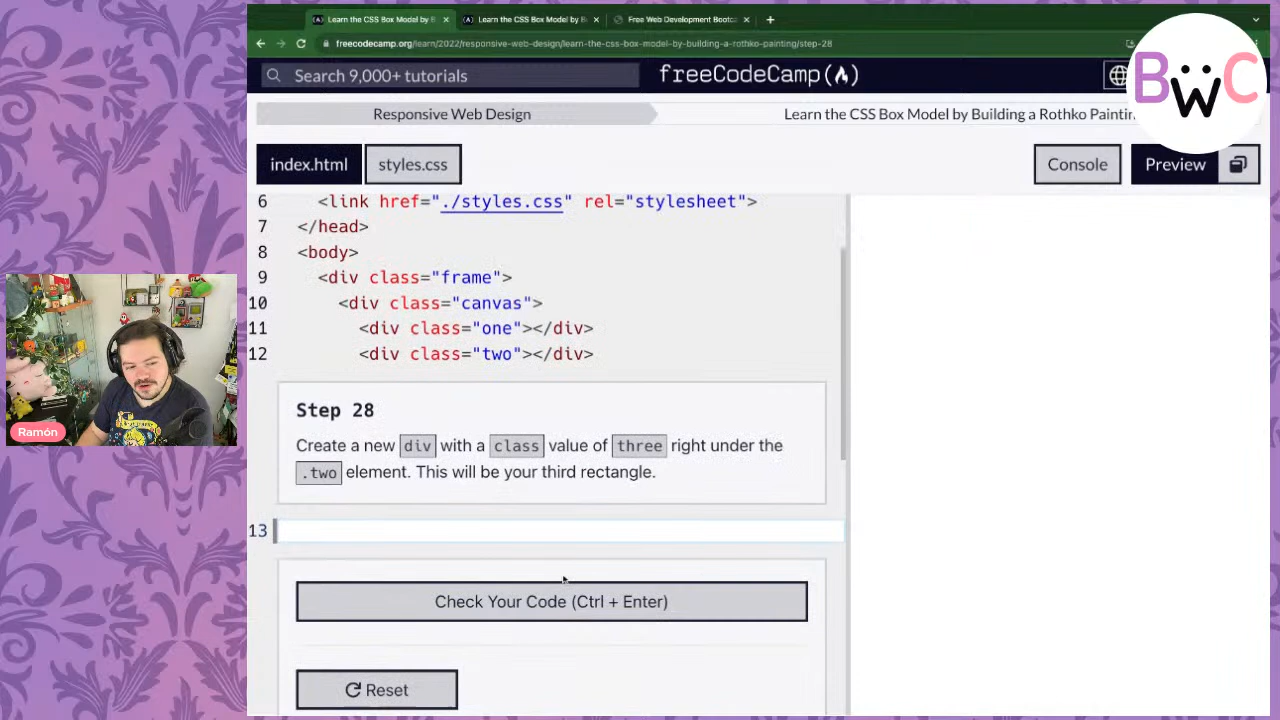 Learn the CSS Box Model by B
Learn the CSS Box Model by B
Free Web Development Bootca
freecodecamp.org/learn/2022/responsive-web-design/learn-the-css-box-model-by-building-a-rothko-painting/step-28
Search 9,000+ tutorials
freeCodeCamp(🔥)
BWC
Responsive Web Design
Learn the CSS Box Model by Building a Rothko Paintin
index.html
styles.css
Console
Preview
6 <link href="./styles.css" rel="stylesheet">
7 </head>
8 <body>
9 <div class="frame">
10 <div class="canvas">
11 <div class="one"></div>
12 <div class="two"></div>
Step 28
Create a new div with a class value of three right under the
.two element. This will be your third rectangle.
13
Check Your Code (Ctrl + Enter)
Reset
Ramón